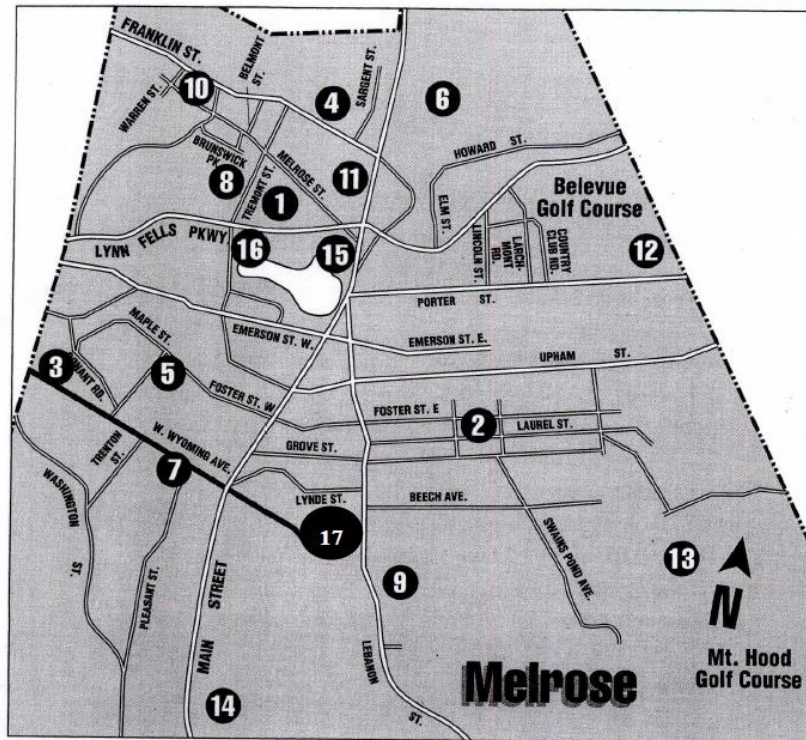 FRANKLIN ST.
BELMONT ST.
SARGENT ST.
10
4
6
WARREN ST.
BRUNSWICK PK.
MELROSE ST.
HOWARD ST.
8
TREMONT ST.
1
11
ELM ST.
Belevue
Golf Course
LYNN FELLS PKWY
16
15
LINCOLN ST.
LARCH-
MONT
RD.
COUNTRY
CLUB RD.
12
PORTER ST.
EMERSON ST. W.
EMERSON ST. E.
MAPLE ST.
UPHAM ST.
3
5
FOSTER ST. W.
FOSTER ST. E
2
LAUREL ST.
W. WYOMING AVE.
GROVE ST.
TRENTON
ST.
7
WASHINGTON ST.
LYNDE ST.
BEECH AVE.
17
SWAINS POND AVE.
13
9
N
PLEASANT ST.
MAIN STREET
LEBANON ST.
Melrose
Mt. Hood
Golf Course
14